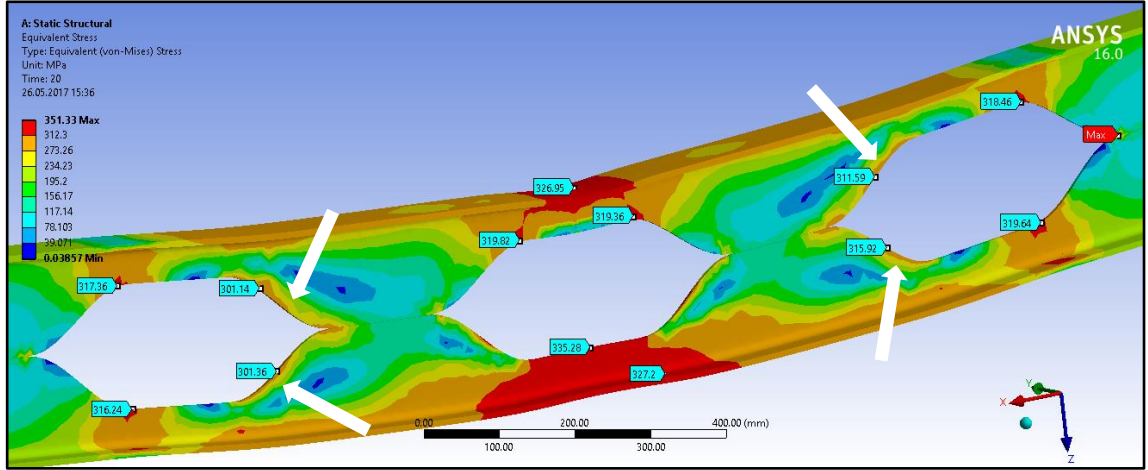 A: Static Structural
Equivalent Stress
Type: Equivalent (von-Mises) Stress
Unit: MPa
Time: 20
26.05.2017 15:36
ANSYS
16.0
351.33 Max
312.3
273.26
234.23
195.2
156.17
117.14
78.103
39.071
0.03857 Min
318.46
Max
311.59
326.95
319.36
319.82
319.64
315.92
317.36
301.14
335.28
327.2
301.36
316.24
0.00
200.00
400.00 (mm)
100.00
300.00
Y
X
Z